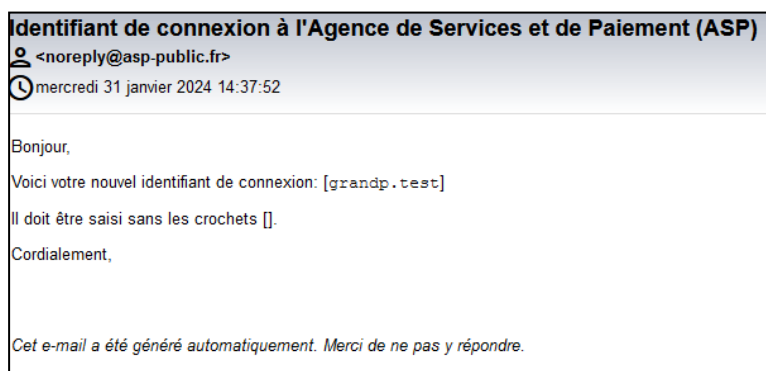 Identifiant de connexion à l'Agence de Services et de Paiement (ASP)
<noreply@asp-public.fr>
mercredi 31 janvier 2024 14:37:52
Bonjour,
Voici votre nouvel identifiant de connexion: [grandp.test]
Il doit être saisi sans les crochets [].
Cordialement,
Cet e-mail a été généré automatiquement. Merci de ne pas y répondre.